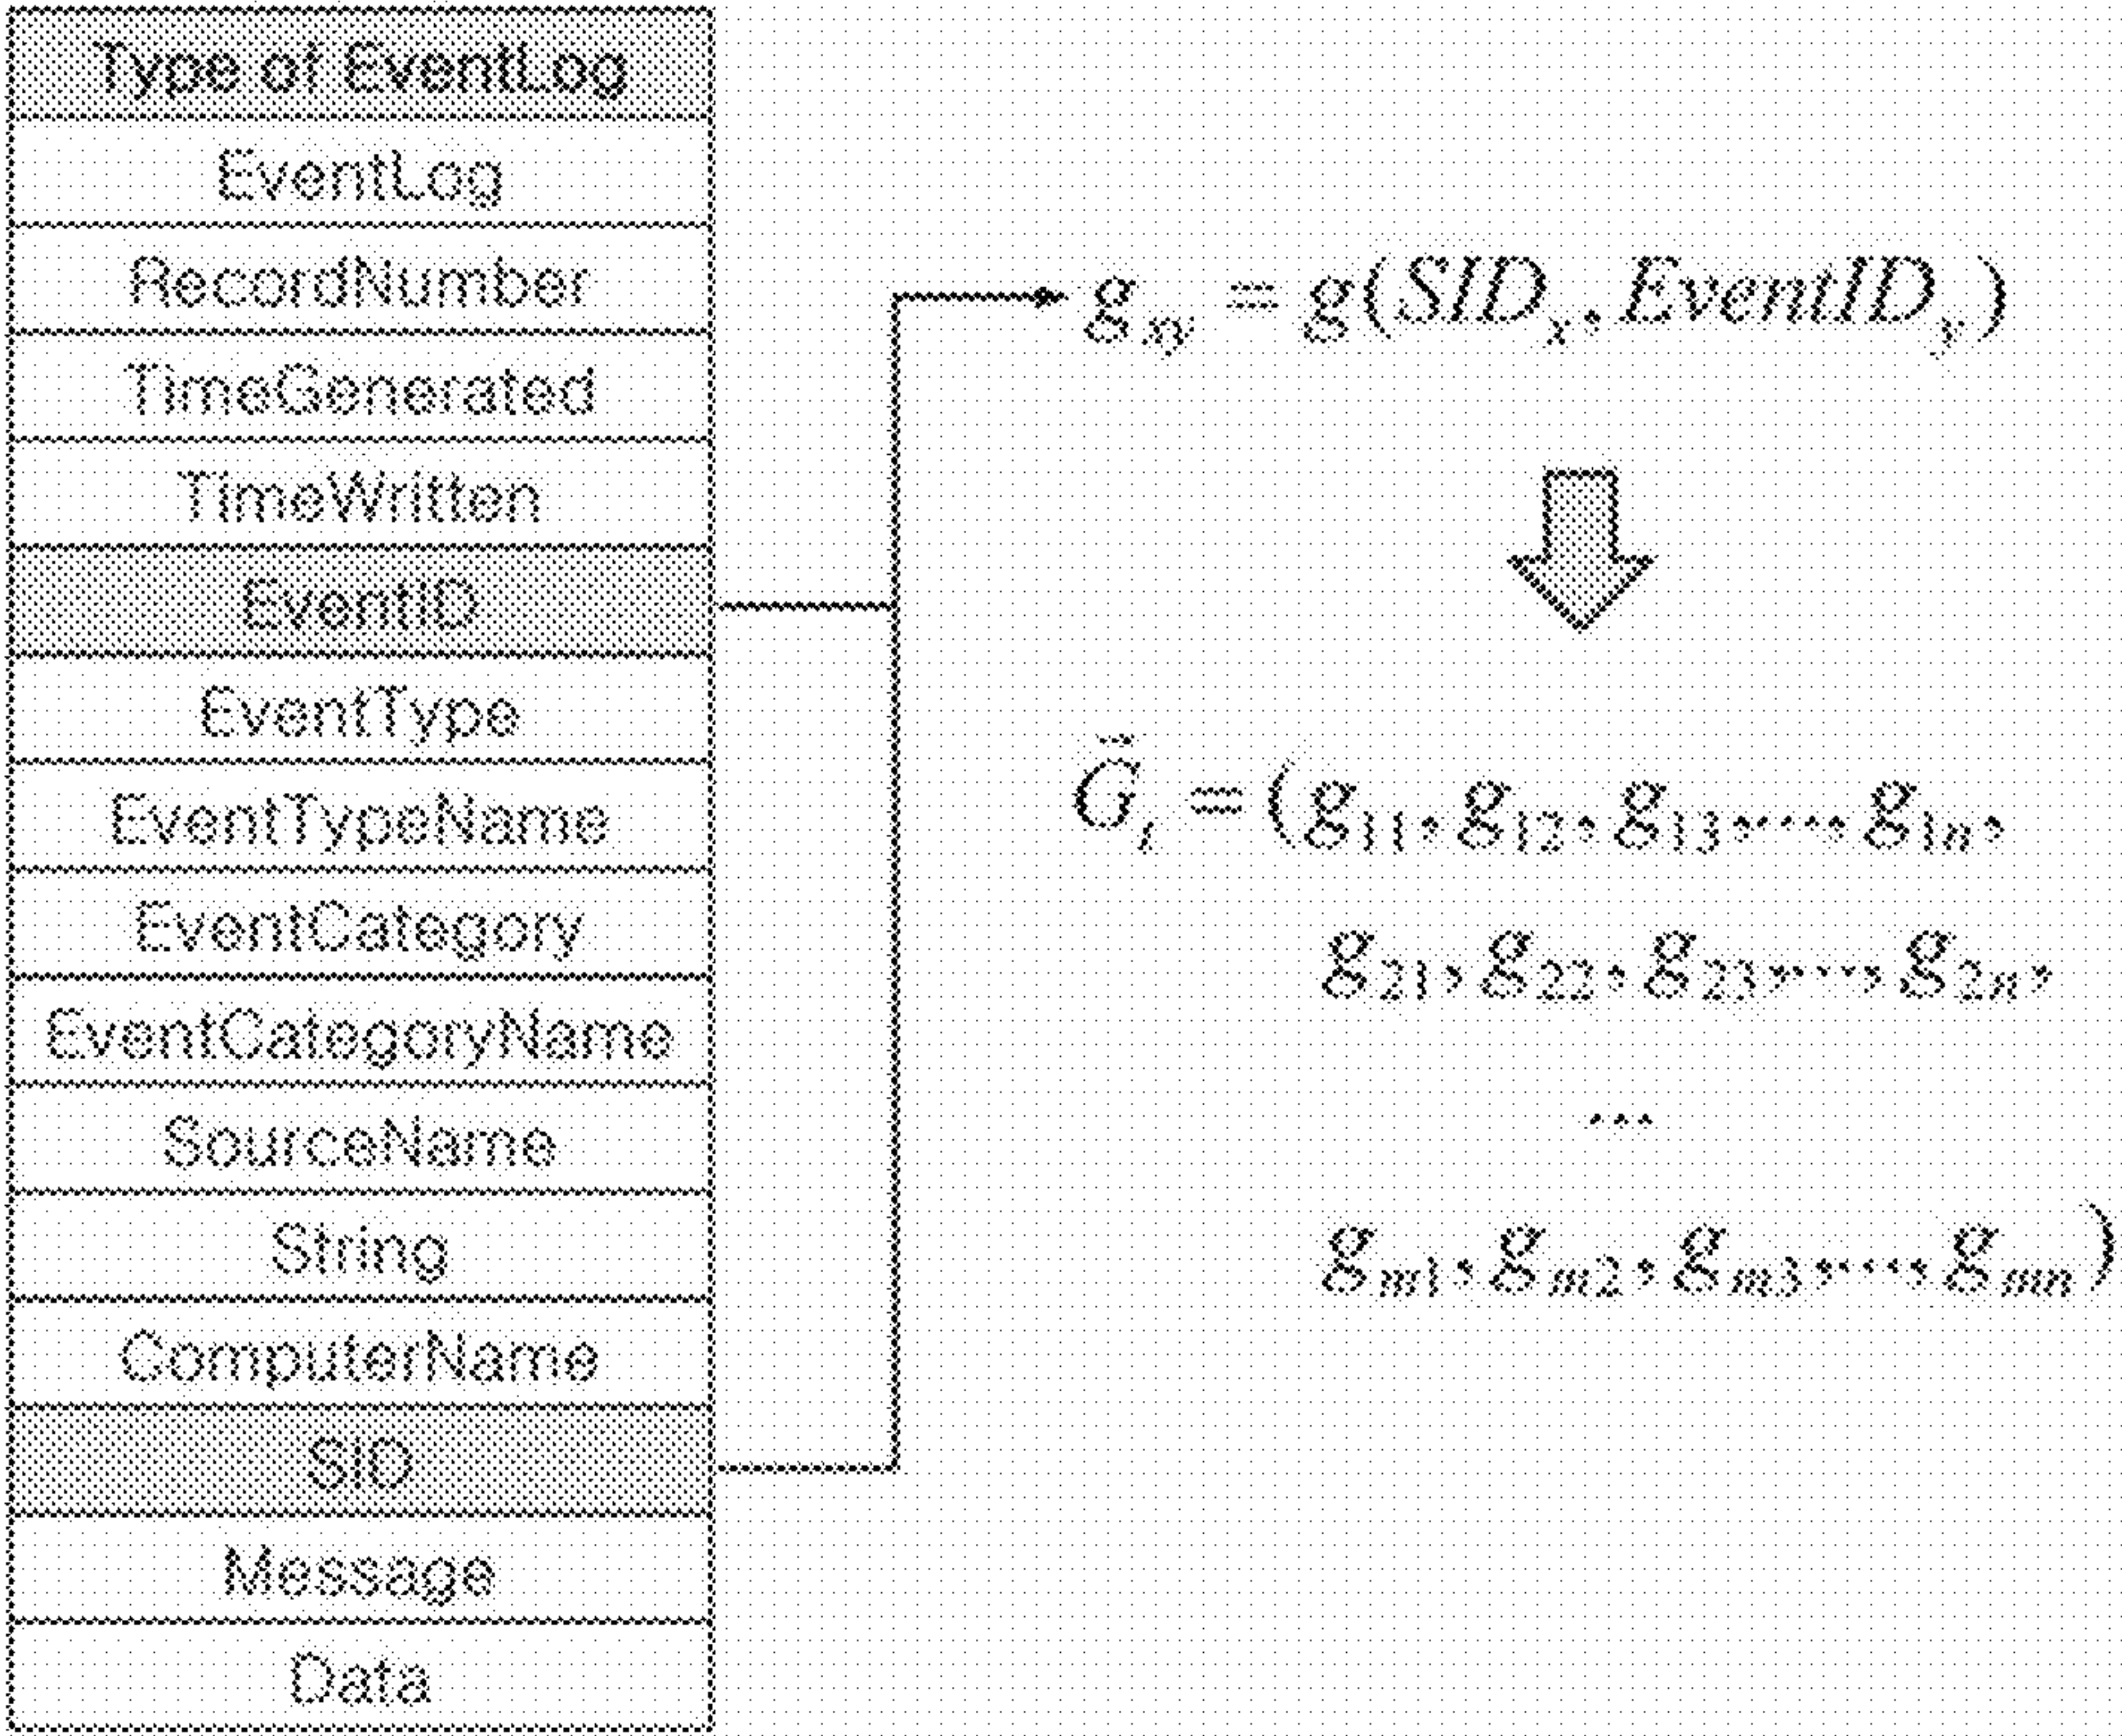 Type of EventLog
EventLog
RecordNumber
TimeGenerated
TimeWritten
EventID
EventType
EventTypeName
EventCategory
EventCategoryName
SourceName
String
ComputerName
SID
Message
Data
g_xy = g(SID_x, EventID_y)
G⃗_t = (g_11, g_12, g_13, ..., g_1n,
g_21, g_22, g_23, ..., g_2n,
...
g_m1, g_m2, g_m3, ..., g_mn)